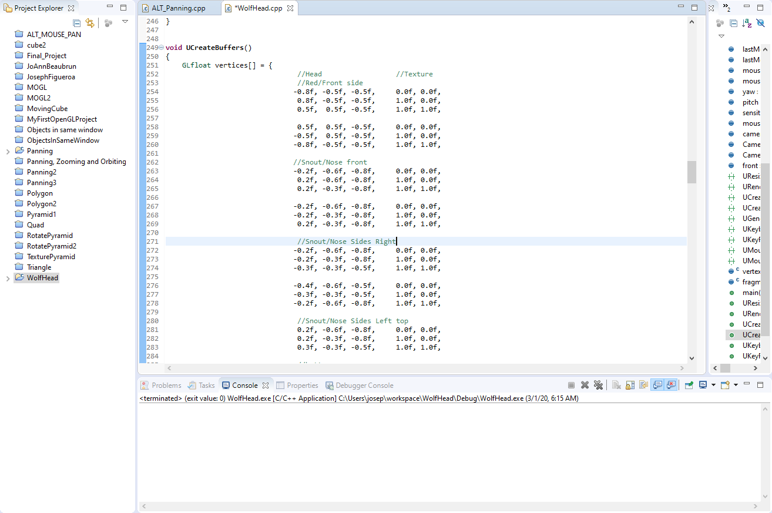 Project Explorer
ALT_MOUSE_PAN
cube2
Final_Project
JoAnnBeaubrun
JosephFigueroa
MOGL
MOGL2
MovingCube
MyFirstOpenGLProject
Objects in same window
ObjectsInSameWindow
Panning
Panning, Zooming and Orbiting
Panning2
Panning3
Polygon
Polygon2
Pyramid1
Quad
RotatePyramid
RotatePyramid2
TexturePyramid
Triangle
WolfHead
ALT_Panning.cpp
*WolfHead.cpp
246 }
247
248
249 void UCreateBuffers()
250 {
251 GLfloat vertices[] = {
252 //Head //Texture
253 //Red/Front side
254 -0.8f, -0.5f, -0.5f, 0.0f, 0.0f,
255 0.8f, -0.5f, -0.5f, 1.0f, 0.0f,
256 0.5f, 0.5f, -0.5f, 1.0f, 1.0f,
257
258 0.5f, 0.5f, -0.5f, 0.0f, 0.0f,
259 -0.5f, 0.5f, -0.5f, 1.0f, 0.0f,
260 -0.8f, -0.5f, -0.5f, 1.0f, 1.0f,
261
262 //Snout/Nose front
263 -0.2f, -0.6f, -0.8f, 0.0f, 0.0f,
264 0.2f, -0.6f, -0.8f, 1.0f, 0.0f,
265 0.2f, -0.3f, -0.8f, 1.0f, 1.0f,
266
267 -0.2f, -0.6f, -0.8f, 0.0f, 0.0f,
268 -0.2f, -0.3f, -0.8f, 1.0f, 0.0f,
269 0.2f, -0.3f, -0.8f, 1.0f, 1.0f,
270
271 //Snout/Nose Sides Right
272 -0.2f, -0.6f, -0.8f, 0.0f, 0.0f,
273 -0.2f, -0.3f, -0.8f, 1.0f, 0.0f,
274 -0.3f, -0.3f, -0.5f, 1.0f, 1.0f,
275
276 -0.4f, -0.6f, -0.5f, 0.0f, 0.0f,
277 -0.3f, -0.3f, -0.5f, 1.0f, 0.0f,
278 -0.2f, -0.6f, -0.8f, 1.0f, 1.0f,
279
280 //Snout/Nose Sides Left top
281 0.2f, -0.6f, -0.8f, 0.0f, 0.0f,
282 0.2f, -0.3f, -0.8f, 1.0f, 0.0f,
283 0.3f, -0.3f, -0.5f, 1.0f, 1.0f,
284
lastM
lastM
mous
mous
yaw :
pitch
sensit
mous
came
Came
Came
front
UResi
URen
UCrea
UCrea
UGen
UKeyl
UKeyl
UMou
UMou
vertex
fragm
main(
UResi
URen
UCrea
UCrea
UKeyl
UKeyl
Problems
Tasks
Console
Properties
Debugger Console
<terminated> (exit value: 0) WolfHead.exe [C/C++ Application] C:\Users\josep\workspace\WolfHead\Debug\WolfHead.exe (3/1/20, 6:15 AM)